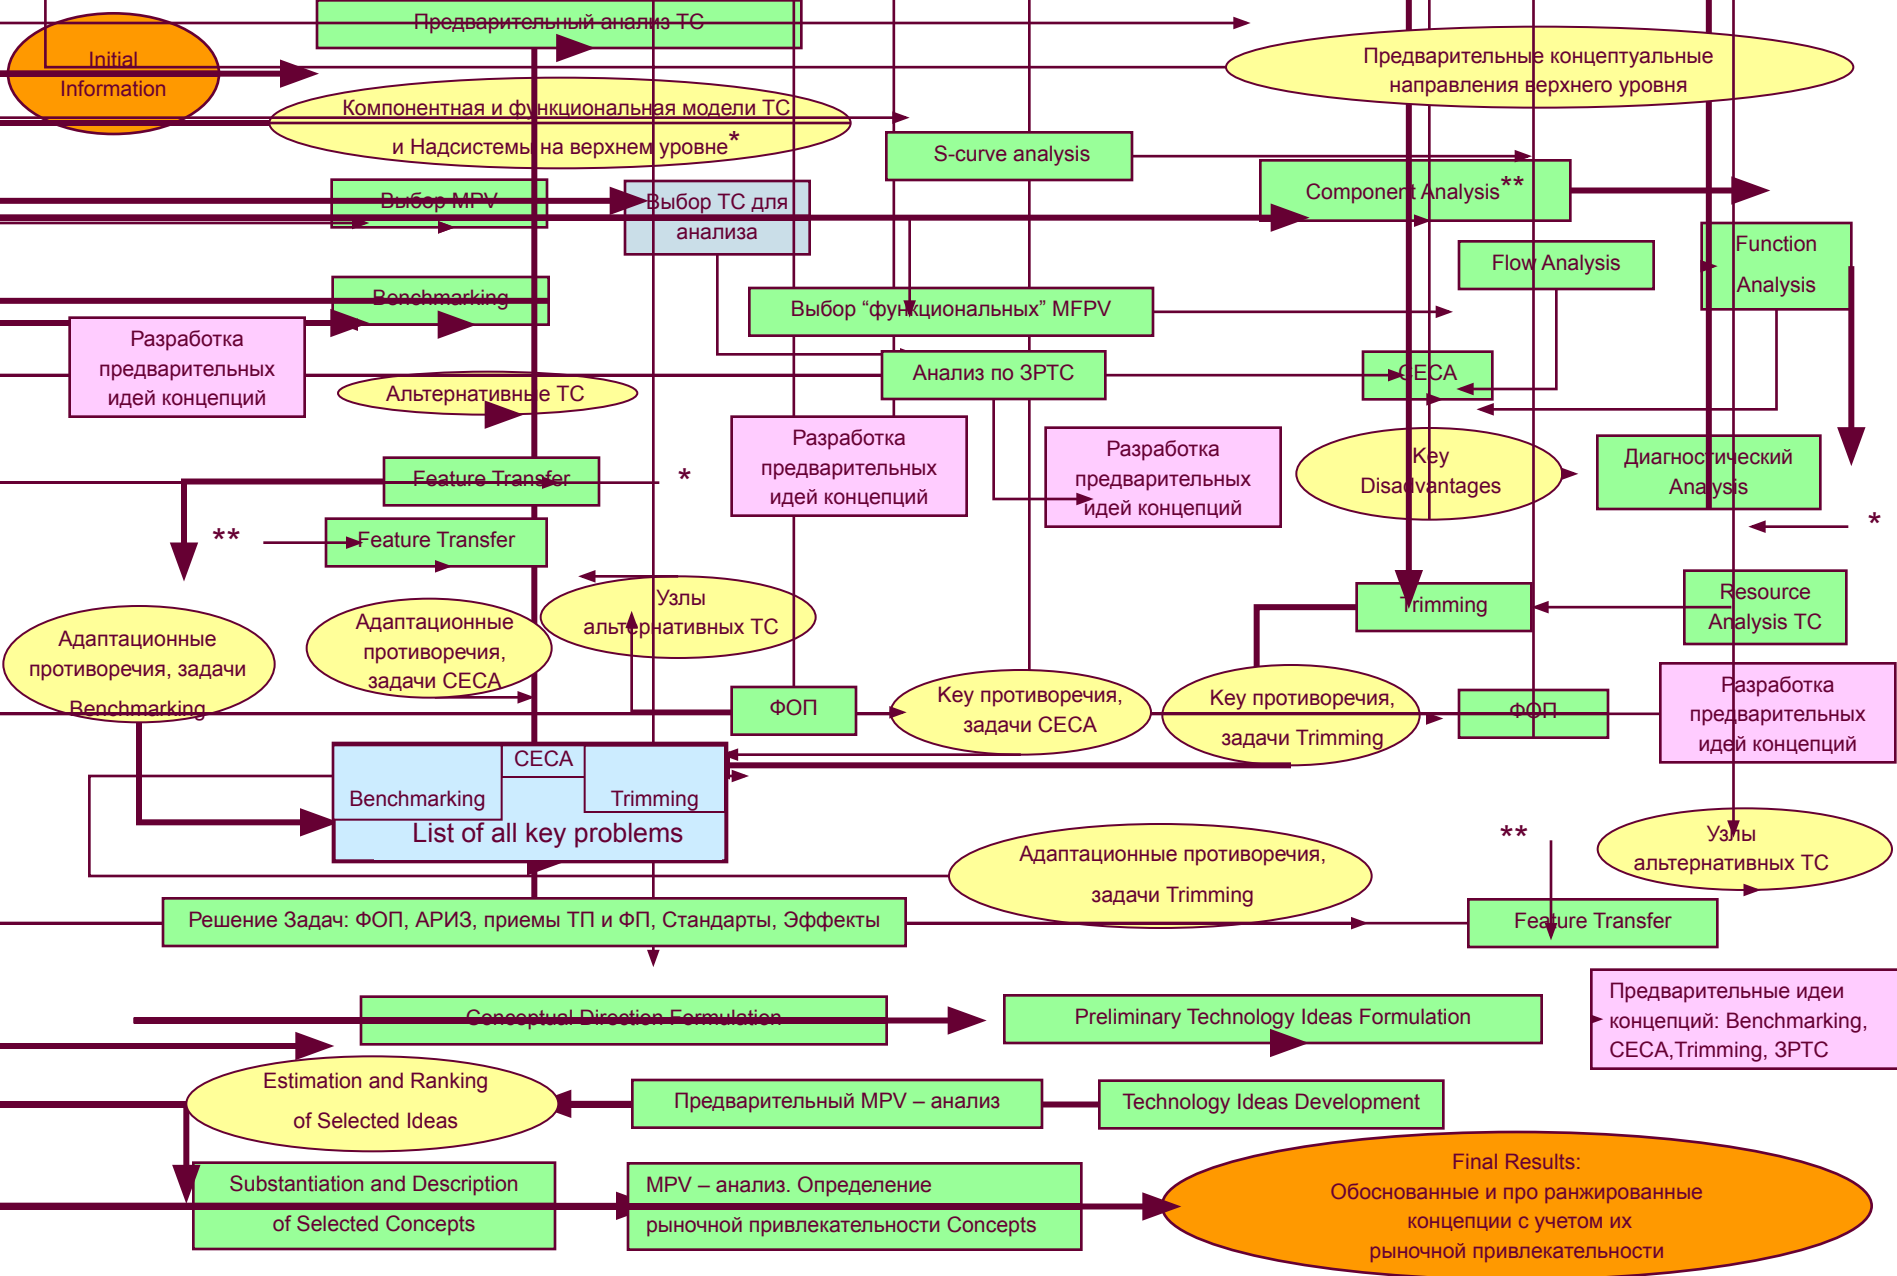 Предварительный анализ ТС
Initial
Information
Предварительные концептуальные
направления верхнего уровня
Компонентная и функциональная модели ТС
и Надсистемы на верхнем уровне*
S-curve analysis
Component Analysis**
Выбор MPV
Выбор ТС для
анализа
Function
Analysis
Flow Analysis
Benchmarking
Выбор “функциональных” MFPV
Разработка
предварительных
идей концепций
Альтернативные ТС
Анализ по ЗРТС
CECA
Разработка
предварительных
идей концепций
Разработка
предварительных
идей концепций
Key
Disadvantages
Диагностический
Analysis
Feature Transfer
*
**
Feature Transfer
*
Узлы
альтернативных ТС
Trimming
Resource
Analysis ТС
Адаптационные
противоречия, задачи
Benchmarking
Адаптационные
противоречия,
задачи CECA
ФОП
Key противоречия,
задачи CECA
Key противоречия,
задачи Trimming
ФОП
Разработка
предварительных
идей концепций
CECA
Benchmarking
Trimming
List of all key problems
Адаптационные противоречия,
задачи Trimming
**
Узлы
альтернативных ТС
Решение Задач: ФОП, АРИЗ, приемы ТП и ФП, Стандарты, Эффекты
Feature Transfer
Conceptual Direction Formulation
Preliminary Technology Ideas Formulation
Предварительные идеи
концепций: Benchmarking,
CECA,Trimming, ЗРТС
Estimation and Ranking
of Selected Ideas
Предварительный MPV – анализ
Technology Ideas Development
Substantiation and Description
of Selected Concepts
MPV – анализ. Определение
рыночной привлекательности Concepts
Final Results:
Обоснованные и про ранжированные
концепции с учетом их
рыночной привлекательности